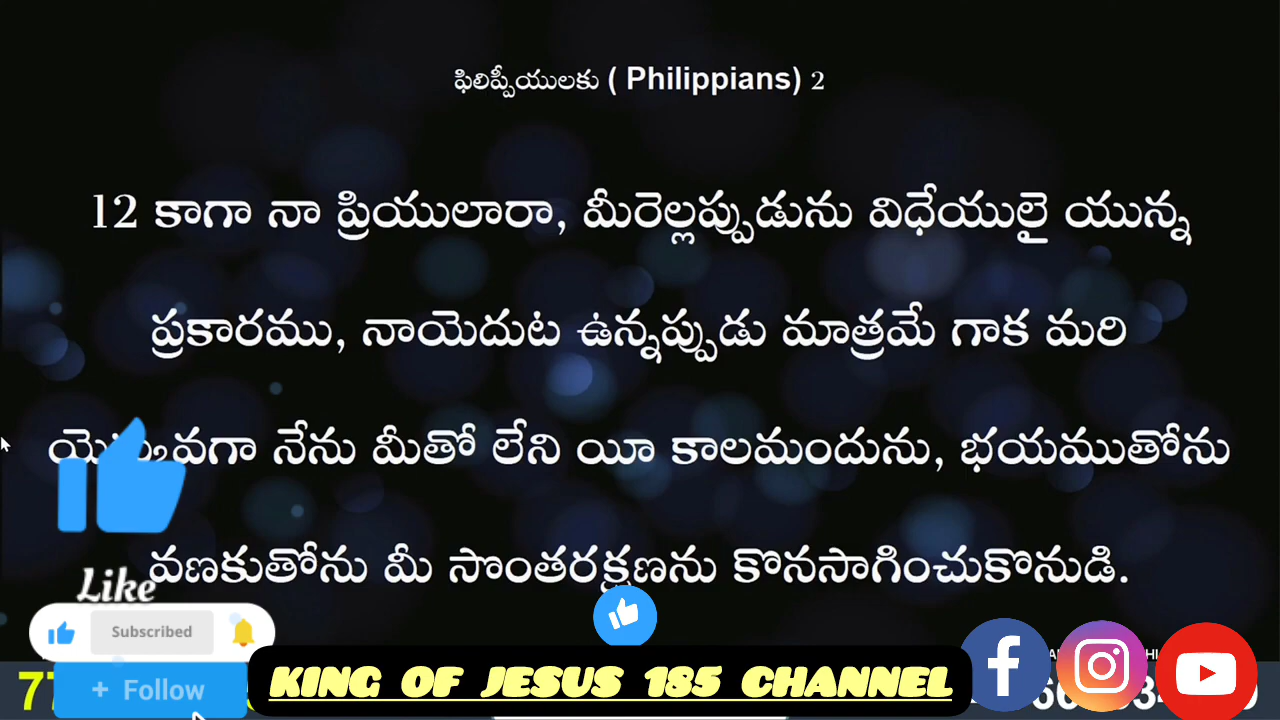 ఫిలిప్పీయులకు ( Philippians) 2
12 కాగా నా ప్రియులారా, మీరెల్లప్పుడును విధేయులై యున్న
ప్రకారము, నాయెదుట ఉన్నప్పుడు మాత్రమే గాక మరి
నేను మీతో లేని యీ కాలమందును, భయముతోను
వణకుతోను మీ సొంతరక్షణను కొనసాగించుకొనుడి.
Like
Subscribed
+ Follow
KING OF JESUS 185 CHANNEL